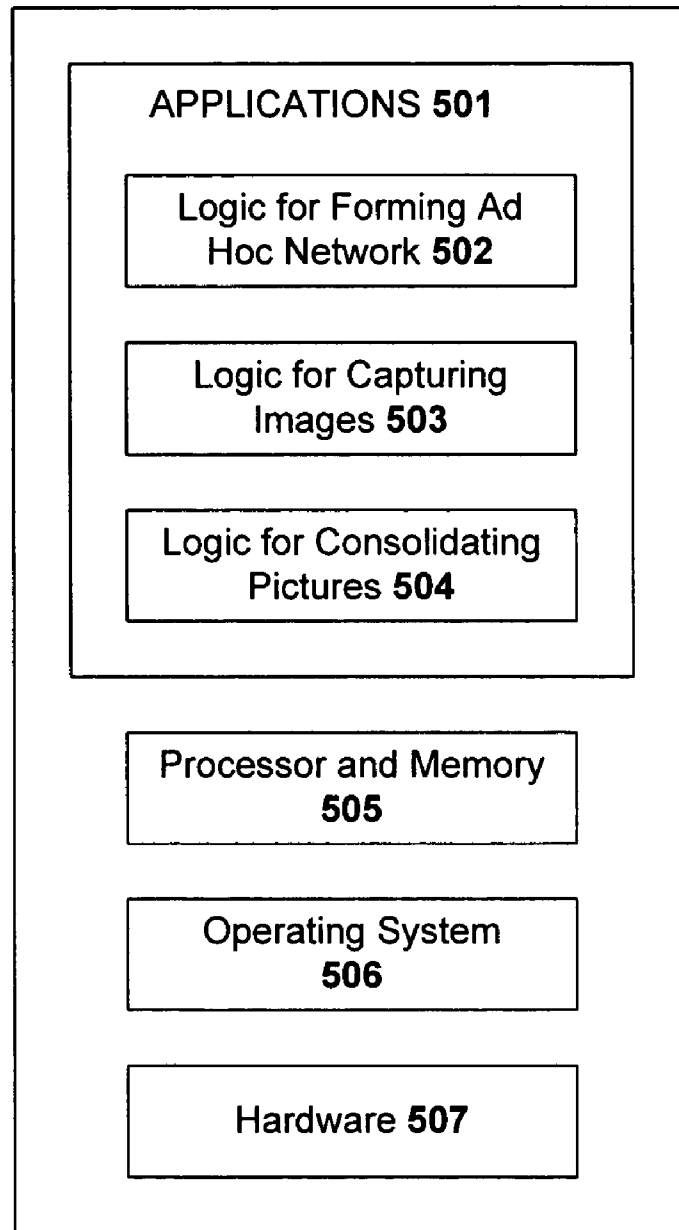 APPLICATIONS 501
Logic for Forming Ad
Hoc Network 502
Logic for Capturing
Images 503
Logic for Consolidating
Pictures 504
Processor and Memory
505
Operating System
506
Hardware 507